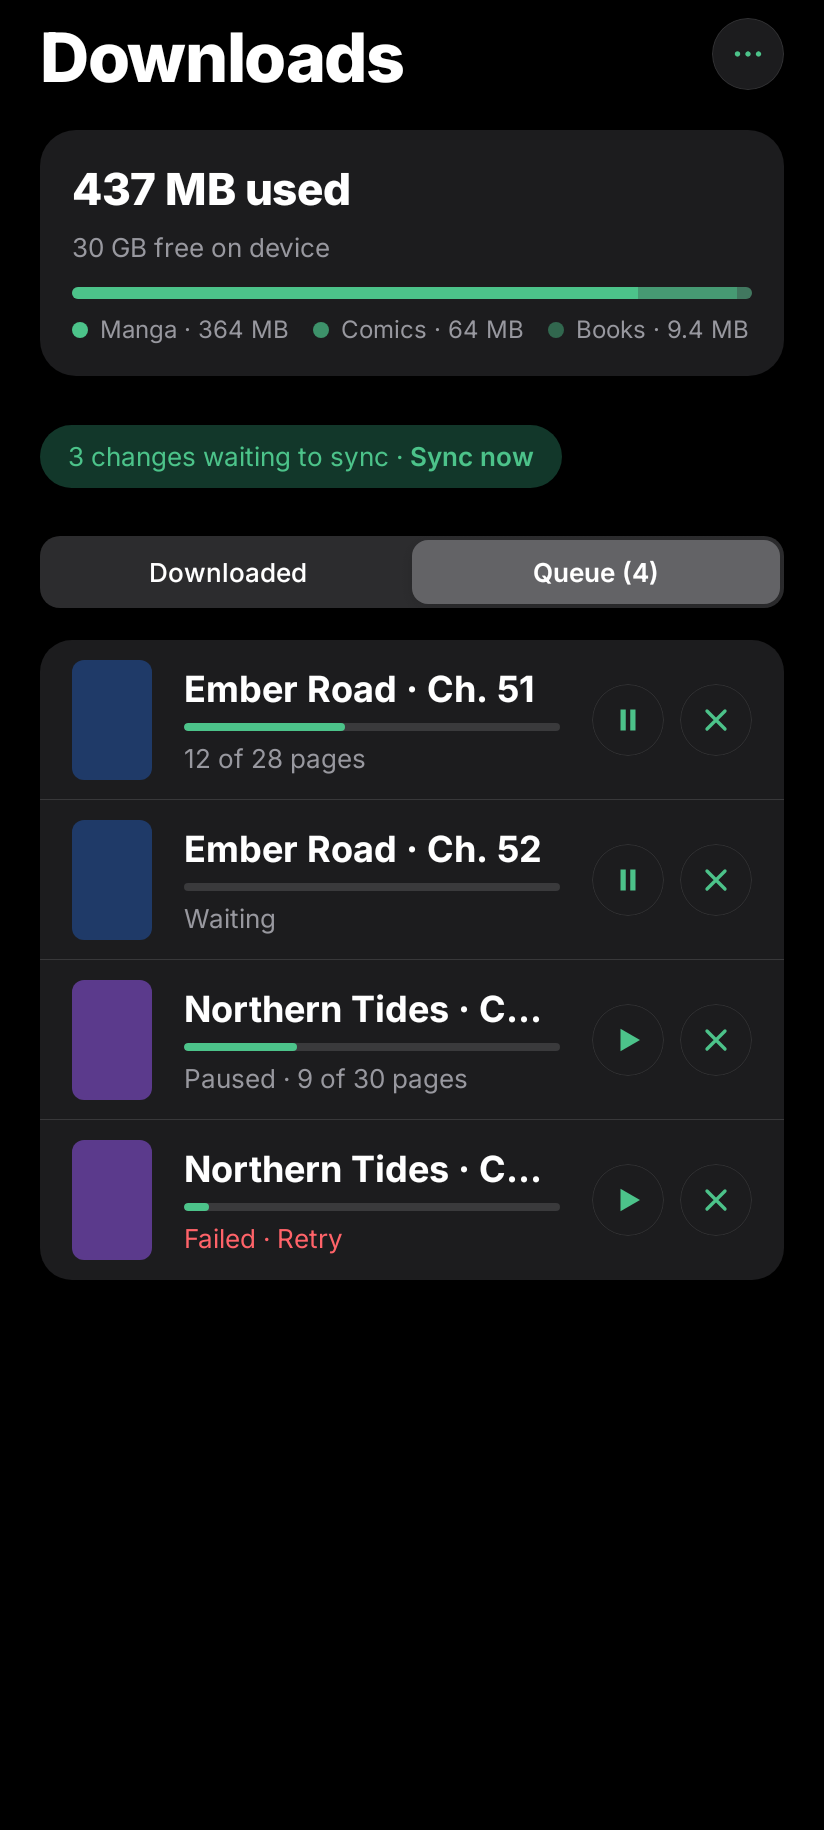 Downloads
437 MB used
30 GB free on device
Manga · 364 MB Comics · 64 MB Books · 9.4 MB
3 changes waiting to sync · Sync now
Downloaded Queue (4)
Ember Road · Ch. 51
12 of 28 pages
Ember Road · Ch. 52
Waiting
Northern Tides · C...
Paused · 9 of 30 pages
Northern Tides · C...
Failed · Retry